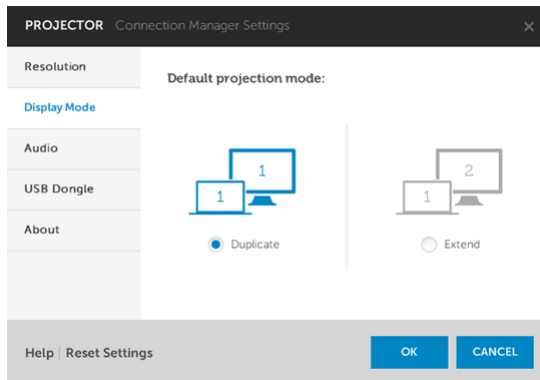 PROJECTOR Connection Manager Settings
Resolution
Display Mode
Audio
USB Dongle
About
Default projection mode:
1
1
Duplicate
2
1
Extend
Help | Reset Settings
OK
CANCEL